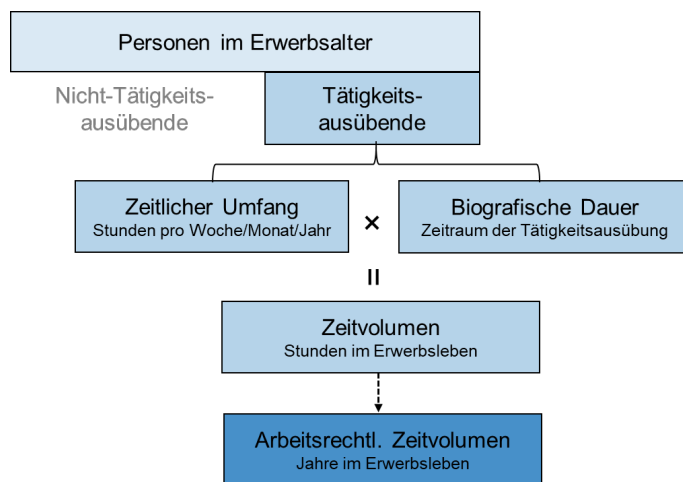 Personen im Erwerbsalter
Nicht-Tätigkeits-
ausübende
Tätigkeits-
ausübende
Zeitlicher Umfang
Stunden pro Woche/Monat/Jahr
×
Biografische Dauer
Zeitraum der Tätigkeitsausübung
=
Zeitvolumen
Stunden im Erwerbsleben
Arbeitsrechtl. Zeitvolumen
Jahre im Erwerbsleben